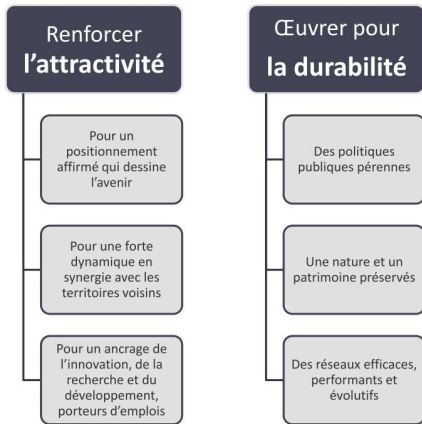 Renforcer
l'attractivité
Pour un
positionnement
affirmé qui dessine
l'avenir
Pour une forte
dynamique en
synergie avec les
territoires voisins
Pour un ancrage de
l'innovation, de la
recherche et du
développement,
porteurs d'emplois
Œuvrer pour
la durabilité
Des politiques
publiques pérennes
Une nature et un
patrimoine préservés
Des réseaux efficaces,
performants et
évolutifs